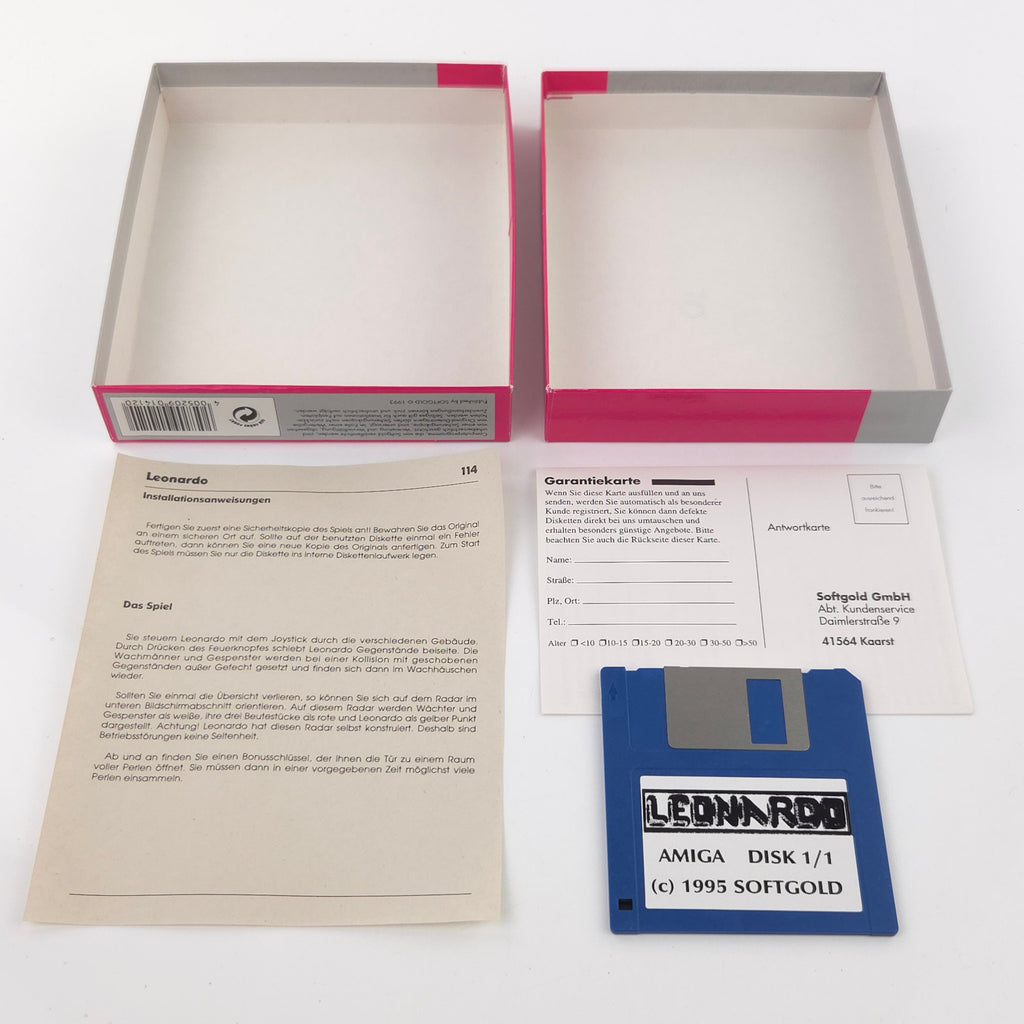 4 005209 014120
Published by SOFTGOLD © 1993
Leonardo
114
Installationsanweisungen
Fertigen Sie zuerst eine Sicherheitskopie des Spiels an!! Bewahren Sie das Original
an einem sicheren Ort auf. Sollte auf der benutzten Diskette einmal ein Fehler
auftreten, dann können Sie eine neue Kopie des Originals anfertigen. Zum Start
des Spiels müssen Sie nur die Diskette ins interne Diskettenlaufwerk legen.
Das Spiel
Sie steuern Leonardo mit dem Joystick durch die verschiedenen Gebäude.
Durch Drücken des Feuerknopfes schiebt Leonardo Gegenstände beiseite. Die
Wachmänner und Gespenster werden bei einer Kollision mit geschobenen
Gegenständen außer Gefecht gesetzt und finden sich dann im Wachhäuschen
wieder.
Sollten Sie einmal die Übersicht verlieren, so können Sie sich auf dem Radar im
unteren Bildschirmabschnitt orientieren. Auf diesem Radar werden Wächter und
Gespenster als weiße, ihre drei Beutestücke als rote und Leonardo als gelber Punkt
dargestellt. Achtung! Leonardo hat diesen Radar selbst konstruiert. Deshalb sind
Betriebsstörungen keine Seltenheit.
Ab und an finden Sie einen Bonusschlüssel, der Ihnen die Tür zu einem Raum
voller Perlen öffnet. Sie müssen dann in einer vorgegebenen Zeit möglichst viele
Perlen einsammeln.
Garantiekarte
Wenn Sie diese Karte ausfüllen und an uns
senden, werden Sie automatisch als besonderer
Kunde registriert, Sie können dann defekte
Disketten direkt bei uns umtauschen und
erhalten besonders günstige Angebote. Bitte
beachten Sie auch die Rückseite dieser Karte.
Name:
Straße:
Plz, Ort:
Tel.:
Alter <10 10-15 15-20 20-30 30-50 >50
Bitte
ausreichend
frankieren!
Antwortkarte
Softgold GmbH
Abt. Kundenservice
Daimlerstraße 9
41564 Kaarst
LEONARDO
AMIGA DISK 1/1
(c) 1995 SOFTGOLD